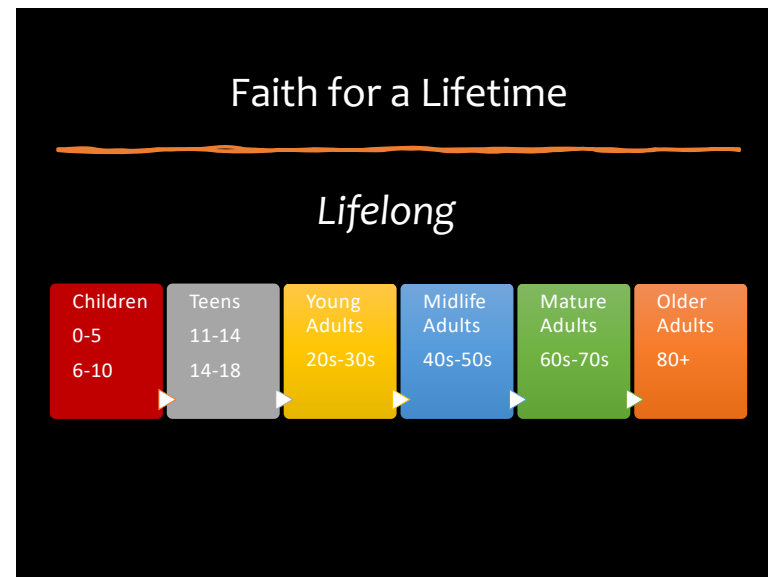 Faith for a Lifetime
Lifelong
Children
0-5
6-10
Teens
11-14
14-18
Young
Adults
20s-30s
Midlife
Adults
40s-50s
Mature
Adults
60s-70s
Older
Adults
80+